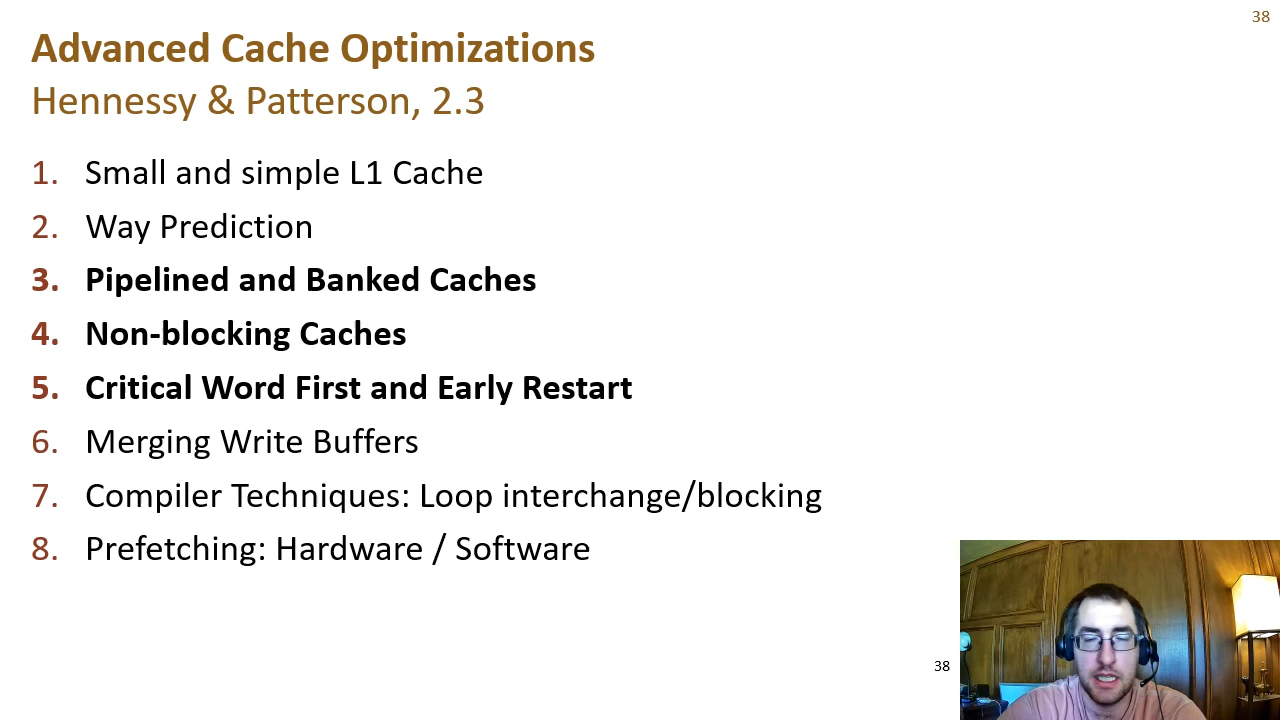 38
Advanced Cache Optimizations
Hennessy & Patterson, 2.3
1. Small and simple L1 Cache
2. Way Prediction
3. Pipelined and Banked Caches
4. Non-blocking Caches
5. Critical Word First and Early Restart
6. Merging Write Buffers
7. Compiler Techniques: Loop interchange/blocking
8. Prefetching: Hardware / Software
38